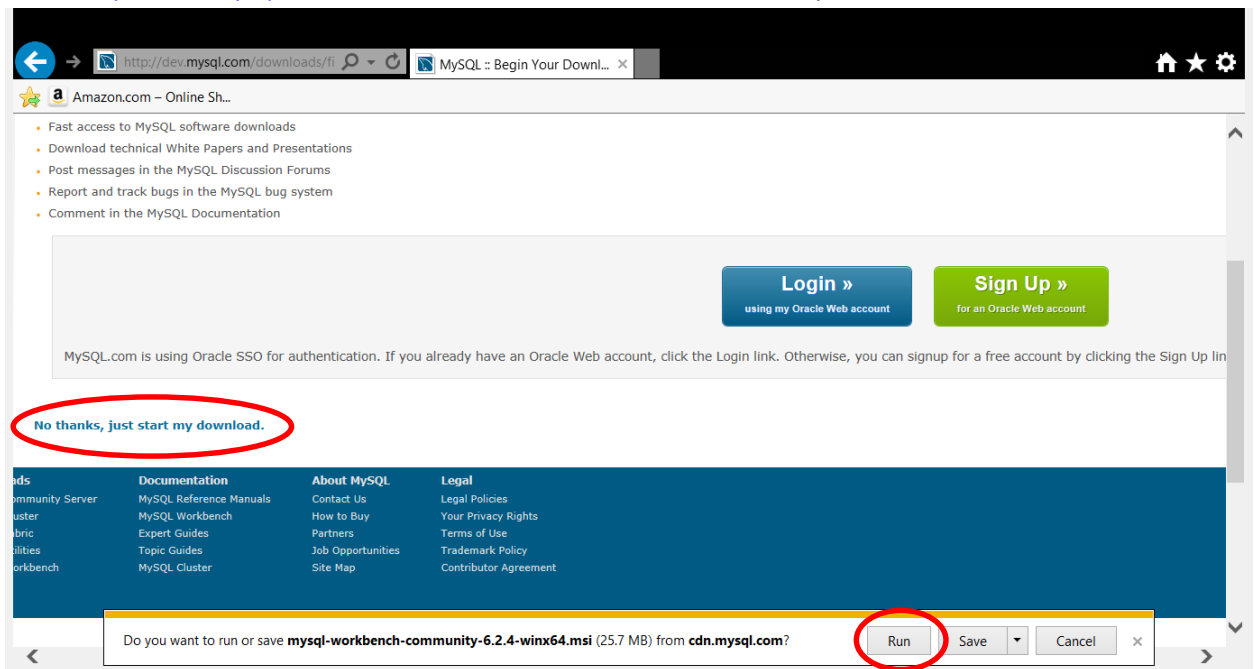 http://dev.mysql.com/downloads/fi
MySQL :: Begin Your Downl...
Amazon.com – Online Sh...
Fast access to MySQL software downloads
Download technical White Papers and Presentations
Post messages in the MySQL Discussion Forums
Report and track bugs in the MySQL bug system
Comment in the MySQL Documentation
Login »
using my Oracle Web account
Sign Up »
for an Oracle Web account
MySQL.com is using Oracle SSO for authentication. If you already have an Oracle Web account, click the Login link. Otherwise, you can signup for a free account by clicking the Sign Up lin
No thanks, just start my download.
ads Documentation About MySQL Legal
ommunity Server MySQL Reference Manuals Contact Us Legal Policies
uster MySQL Workbench How to Buy Your Privacy Rights
abric Expert Guides Partners Terms of Use
tilities Topic Guides Job Opportunities Trademark Policy
orkbench MySQL Cluster Site Map Contributor Agreement
Do you want to run or save mysql-workbench-community-6.2.4-winx64.msi (25.7 MB) from cdn.mysql.com? Run Save Cancel